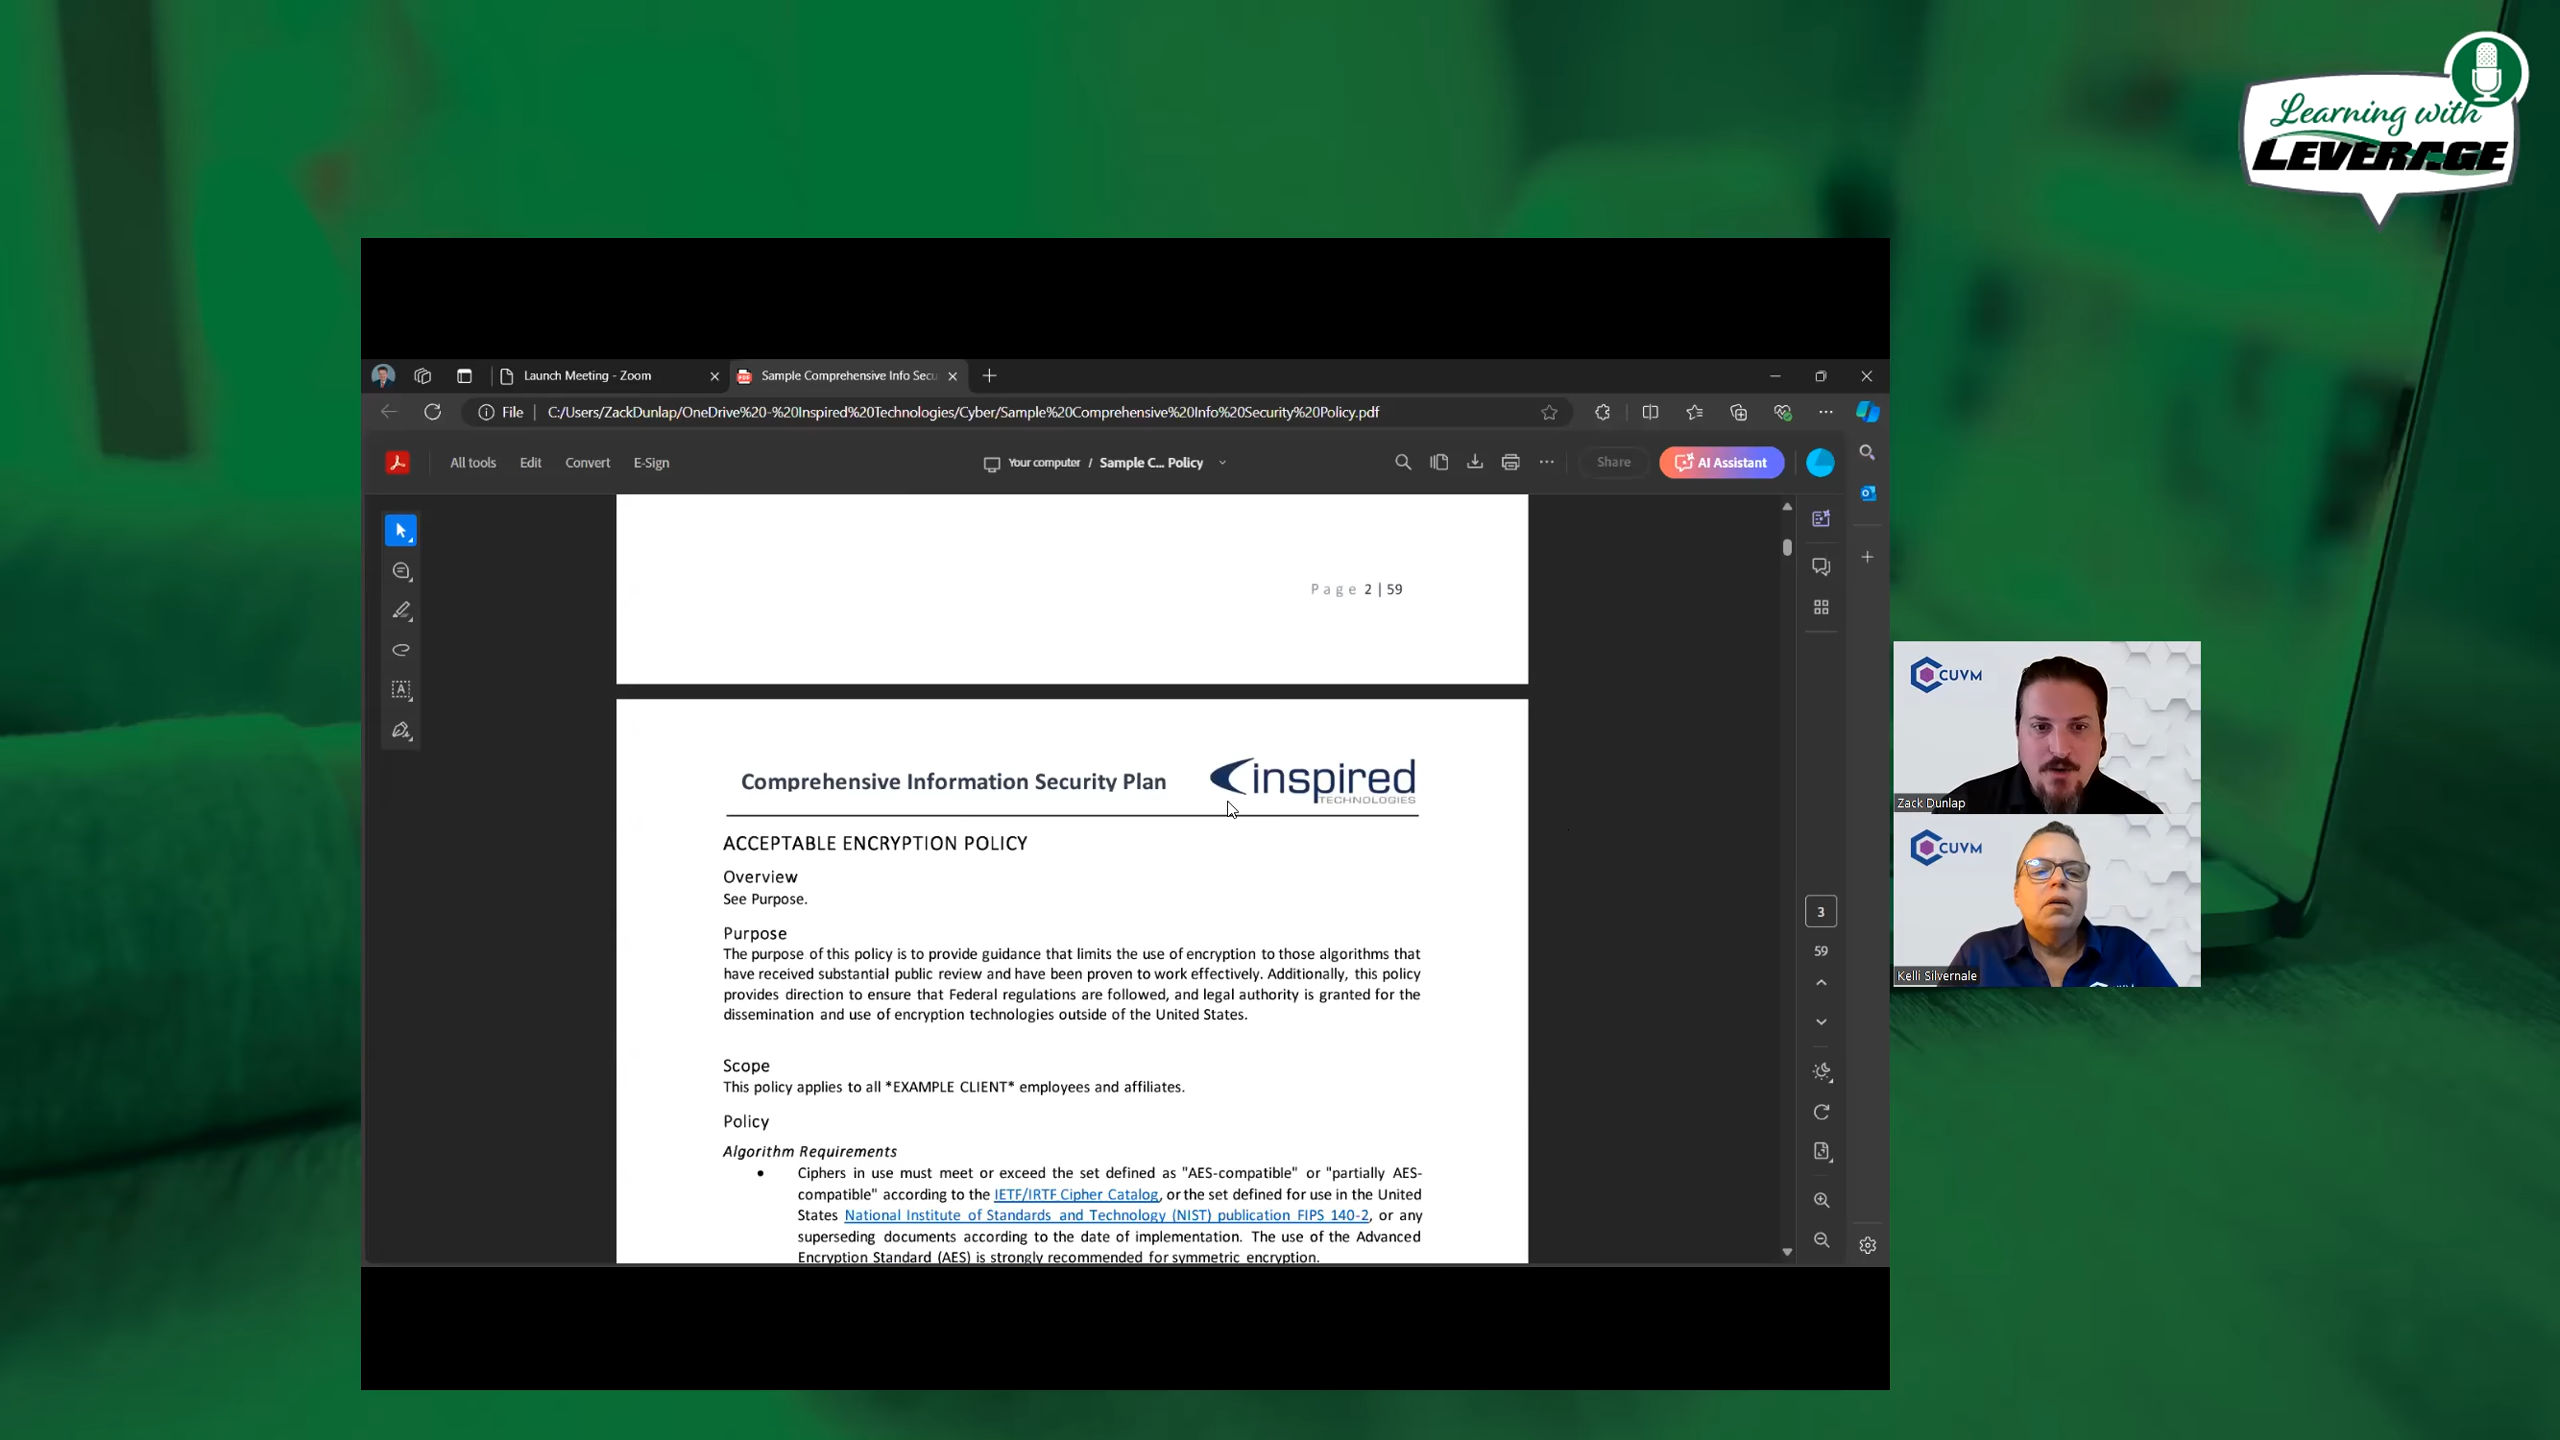 Learning with
LEVERAGE
Launch Meeting - Zoom
Sample Comprehensive Info Secu
File
C:/Users/ZackDunlap/OneDrive%20-%20Inspired%20Technologies/Cyber/Sample%20Comprehensive%20Info%20Security%20Policy.pdf
All tools Edit Convert E-Sign
Your computer / Sample C... Policy
Share
AI Assistant
Page 2 | 59
Comprehensive Information Security Plan
inspired
TECHNOLOGIES
ACCEPTABLE ENCRYPTION POLICY
Overview
See Purpose.
Purpose
The purpose of this policy is to provide guidance that limits the use of encryption to those algorithms that
have received substantial public review and have been proven to work effectively. Additionally, this policy
provides direction to ensure that Federal regulations are followed, and legal authority is granted for the
dissemination and use of encryption technologies outside of the United States.
Scope
This policy applies to all *EXAMPLE CLIENT* employees and affiliates.
Policy
Algorithm Requirements
• Ciphers in use must meet or exceed the set defined as "AES-compatible" or "partially AES-
compatible" according to the IETF/IRTF Cipher Catalog, or the set defined for use in the United
States National Institute of Standards and Technology (NIST) publication FIPS 140-2, or any
superseding documents according to the date of implementation. The use of the Advanced
Encryption Standard (AES) is strongly recommended for symmetric encryption.
3
59
CUVM
Zack Dunlap
CUVM
Kelli Silvernale